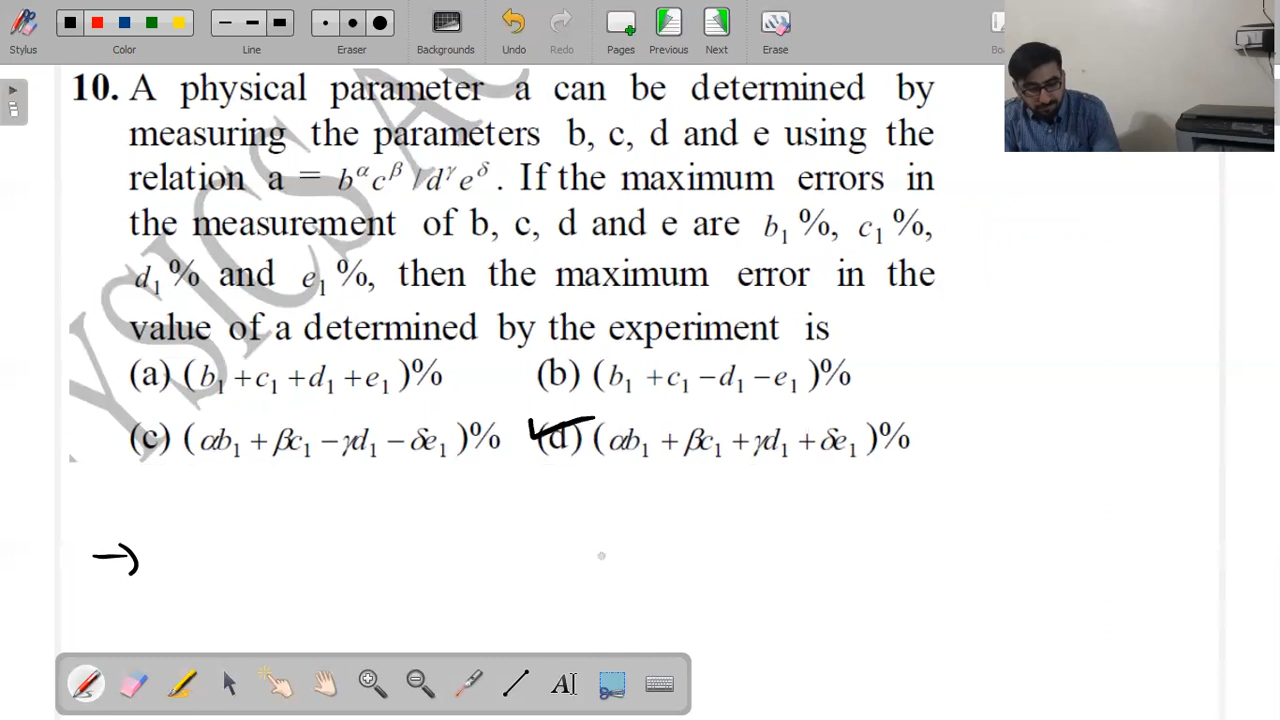 Stylus Color Line Eraser Backgrounds Undo Redo Pages Previous Next Erase
10. A physical parameter a can be determined by
measuring the parameters b, c, d and e using the
relation a = b^α c^β / d^γ e^δ. If the maximum errors in
the measurement of b, c, d and e are b₁%, c₁%,
d₁% and e₁%, then the maximum error in the
value of a determined by the experiment is
(a) (b₁ + c₁ + d₁ + e₁)% (b) (b₁ + c₁ − d₁ − e₁)%
(c) (αb₁ + βc₁ − γd₁ − δe₁)% (d) (αb₁ + βc₁ + γd₁ + δe₁)%